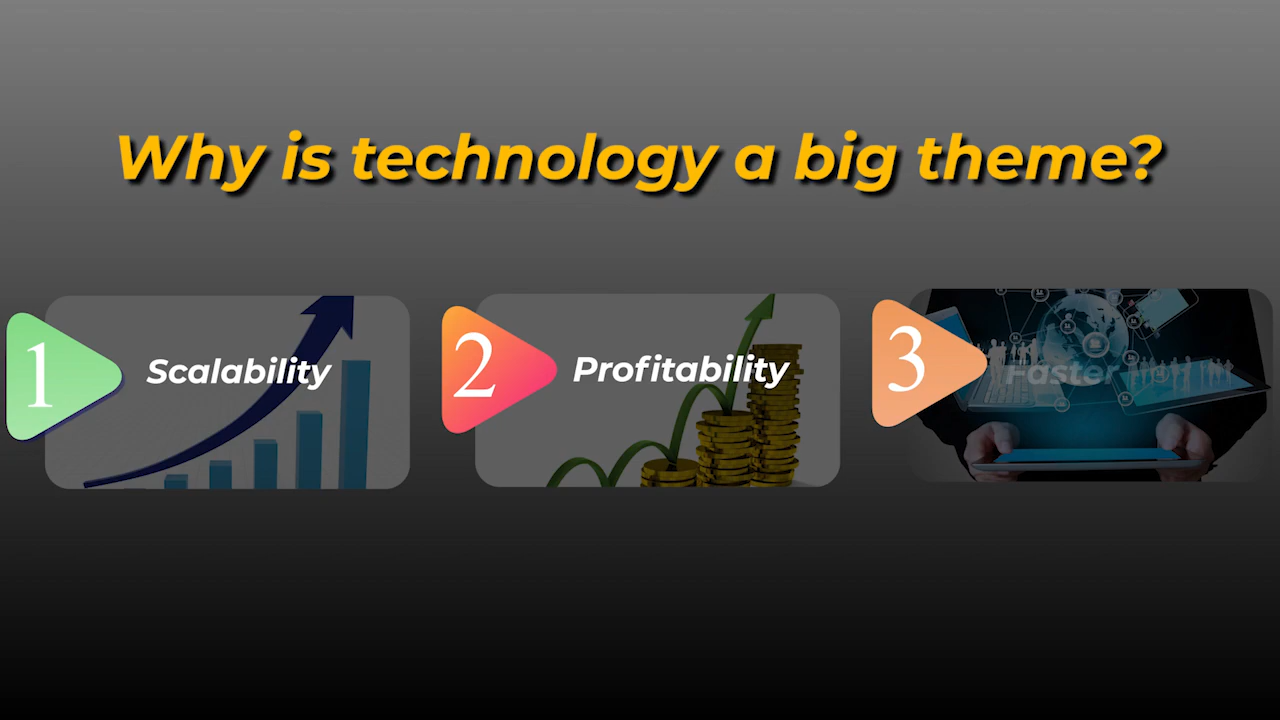 Why is technology a big theme?
1
Scalability
2
Profitability
3
Faster